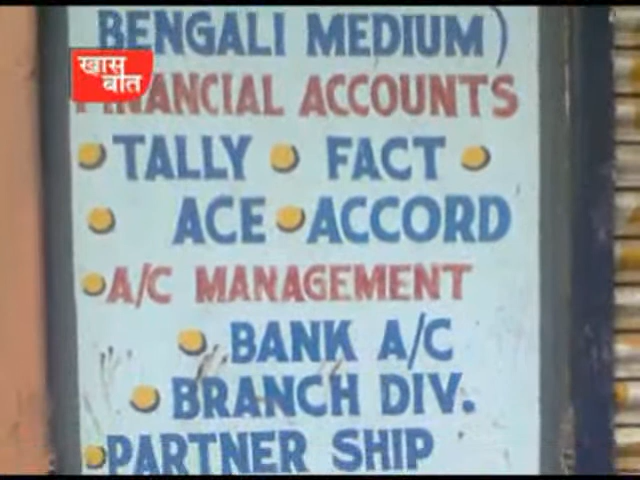 BENGALI MEDIUM)
खास
बात
FINANCIAL ACCOUNTS
TALLY FACT
ACE ACCORD
A/C MANAGEMENT
BANK A/C
BRANCH DIV.
PARTNER SHIP